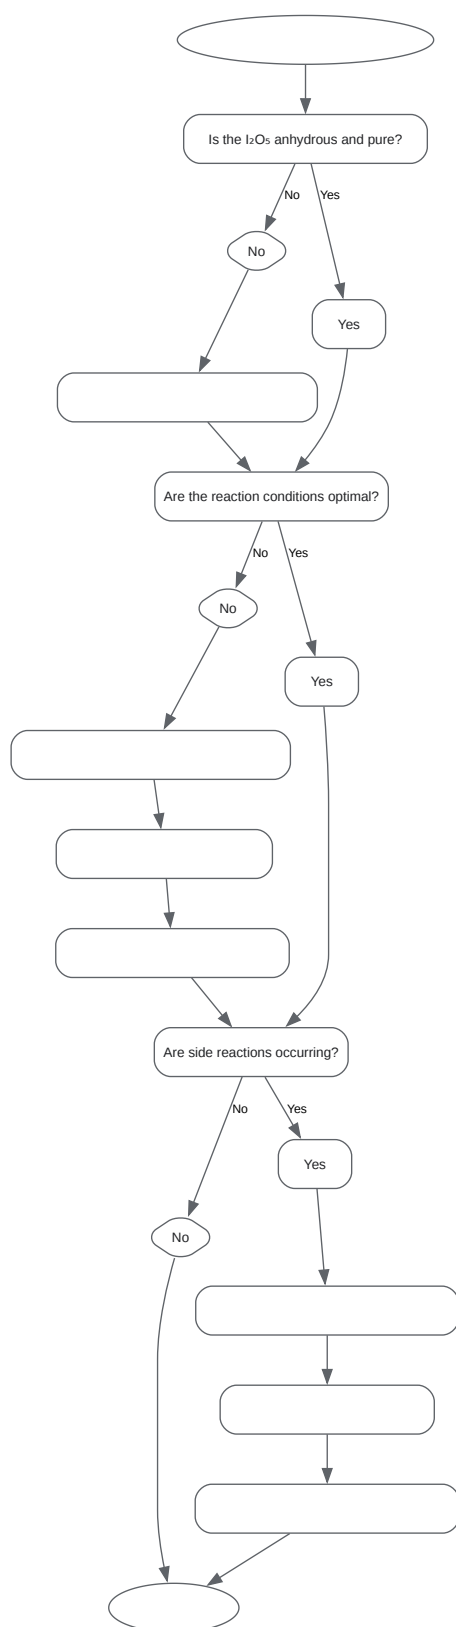 Is the I₂O₅ anhydrous and pure?
No
Yes
No
Yes
Are the reaction conditions optimal?
No
Yes
No
Yes
Are side reactions occurring?
No
Yes
Yes
No